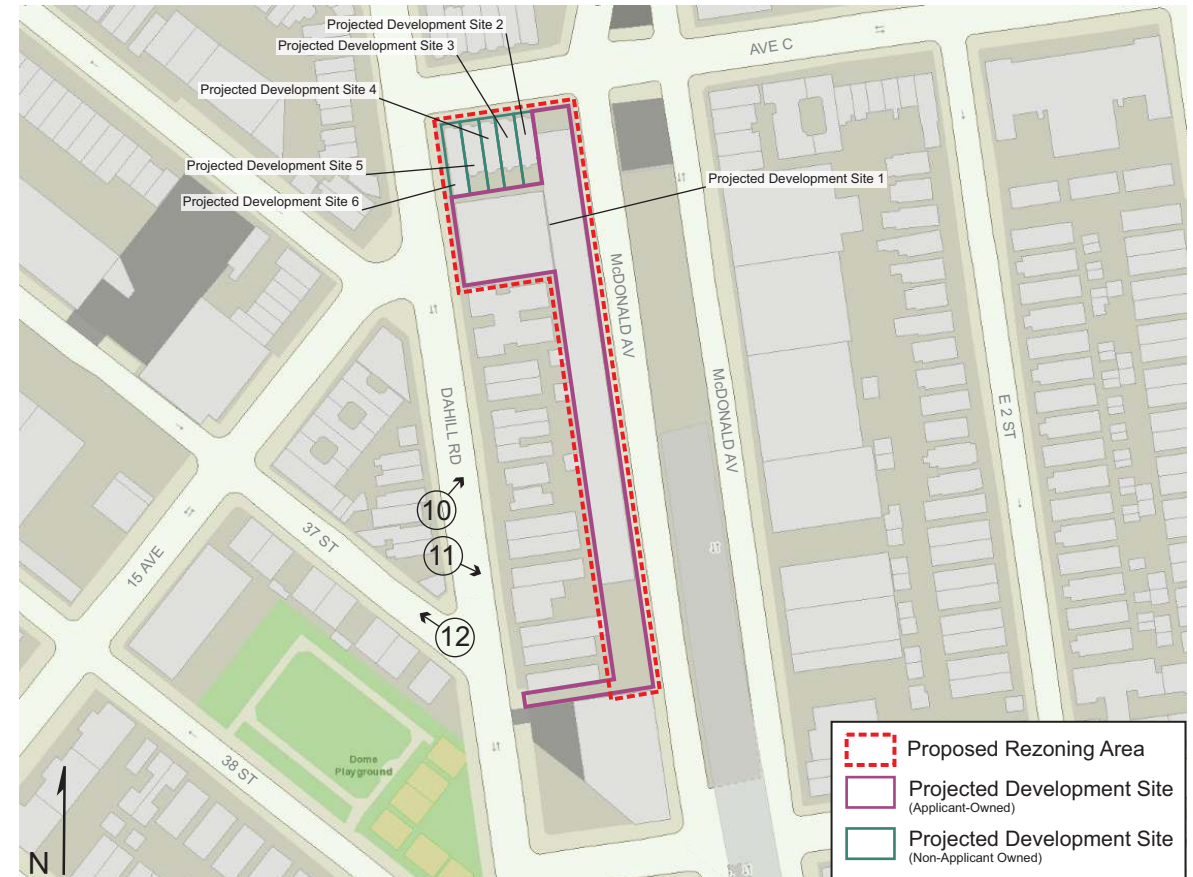 Projected Development Site 2
Projected Development Site 3
AVE C
Projected Development Site 4
Projected Development Site 5
Projected Development Site 1
Projected Development Site 6
McDONALD AV
McDONALD AV
DAHILL RD
E 2 ST
10
37 ST
11
15 AVE
12
38 ST
Dome
Playground
N
Proposed Rezoning Area
Projected Development Site
(Applicant-Owned)
Projected Development Site
(Non-Applicant Owned)